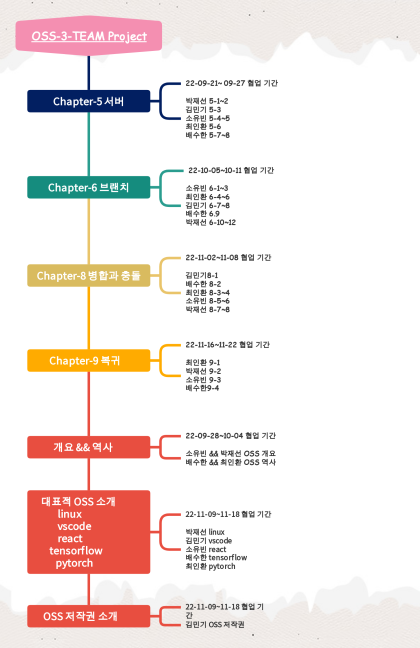 OSS-3-TEAM Project
Chapter-5 서버
22-09-21~ 09-27 협업 기간
박재선 5-1~2
김민기 5-3
소유빈 5-4~5
최인환 5-6
배수한 5-7~8
Chapter-6 브랜치
22-10-05~10-11 협업 기간
소유빈 6-1~3
최인환 6-4~6
김민기 6-7~8
배수한 6.9
박재선 6-10~12
Chapter-8 병합과 충돌
22-11-02~11-08 협업 기간
김민기8-1
배수한 8-2
최인환 8-3~4
소유빈 8-5~6
박재선 8-7~8
Chapter-9 복귀
22-11-16~11-22 협업 기간
최인환 9-1
박재선 9-2
소유빈 9-3
배수한9-4
개요 && 역사
22-09-28~10-04 협업 기간
소유빈 && 박재선 OSS 개요
배수한 && 최인환 OSS 역사
대표적 OSS 소개
linux
vscode
react
tensorflow
pytorch
22-11-09~11-18 협업 기간
박재선 linux
김민기 vscode
소유빈 react
배수한 tensorflow
최인환 pytorch
OSS 저작권 소개
22-11-09~11-18 협업 기
간
김민기 OSS 저작권